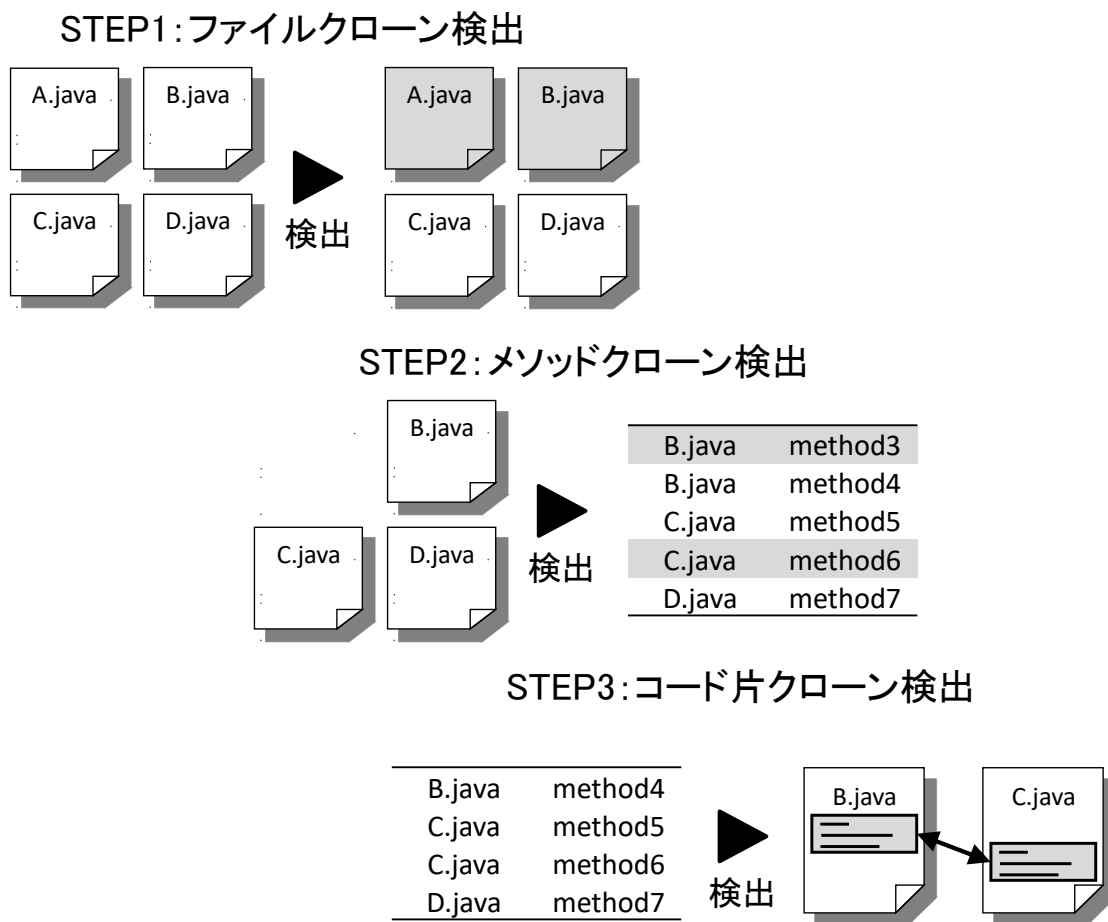 STEP1:ファイルクローン検出
A.java B.java A.java B.java
検出
C.java D.java C.java D.java
STEP2:メソッドクローン検出
B.java
C.java D.java
検出
B.java method3
B.java method4
C.java method5
C.java method6
D.java method7
STEP3:コード片クローン検出
B.java method4
C.java method5
C.java method6
D.java method7
検出
B.java C.java